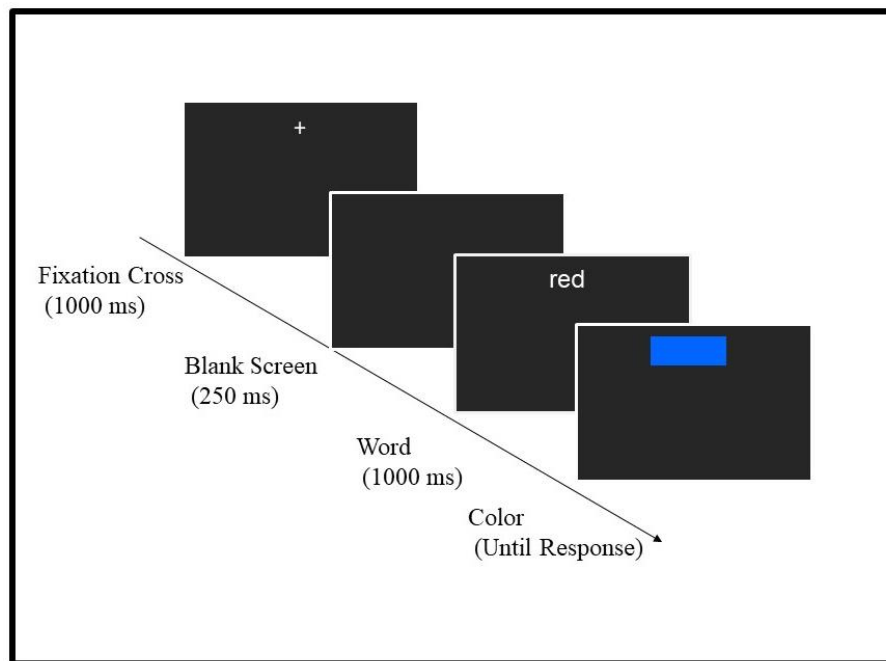 +
red
Fixation Cross
(1000 ms)
Blank Screen
(250 ms)
Word
(1000 ms)
Color
(Until Response)